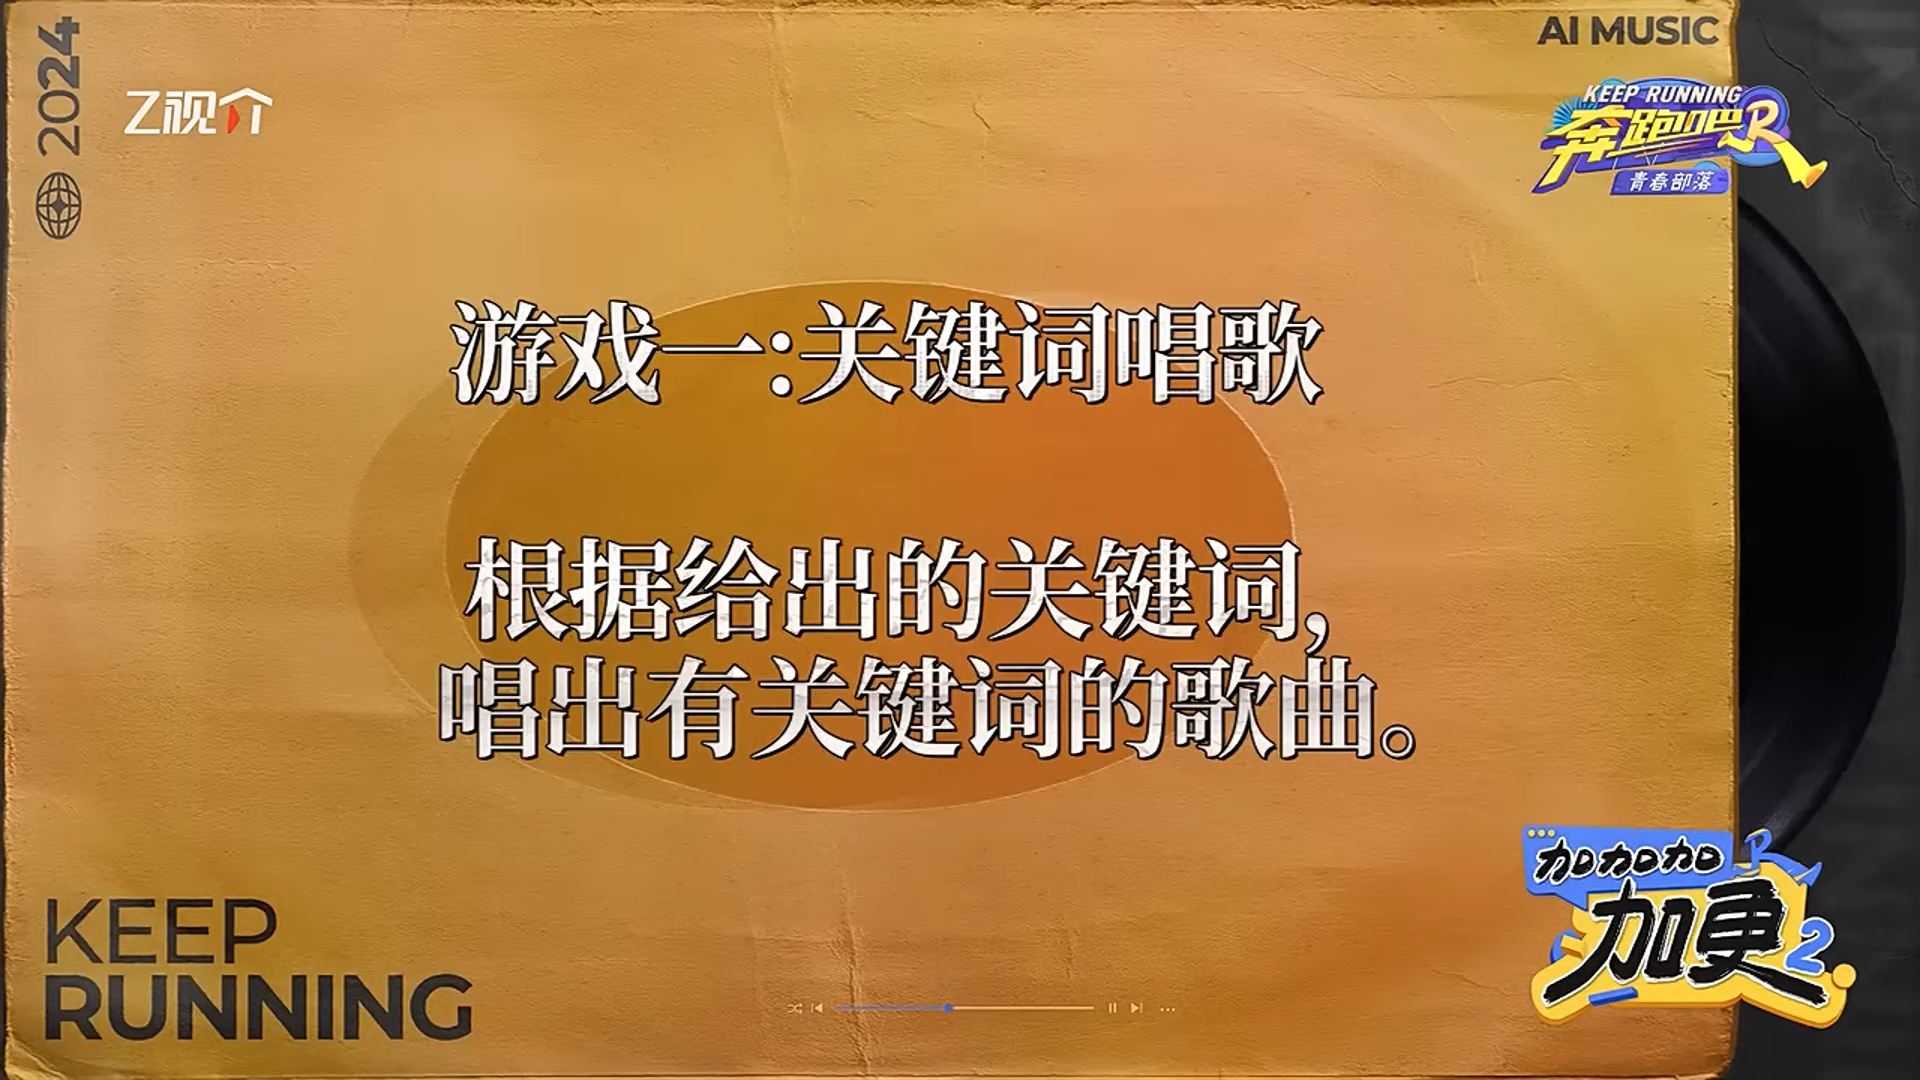 2024
AI MUSIC
Z视介
KEEP RUNNING
奔跑吧R
青春部落
游戏一:关键词唱歌
根据给出的关键词,
唱出有关键词的歌曲。
加加加
加更2
KEEP
RUNNING